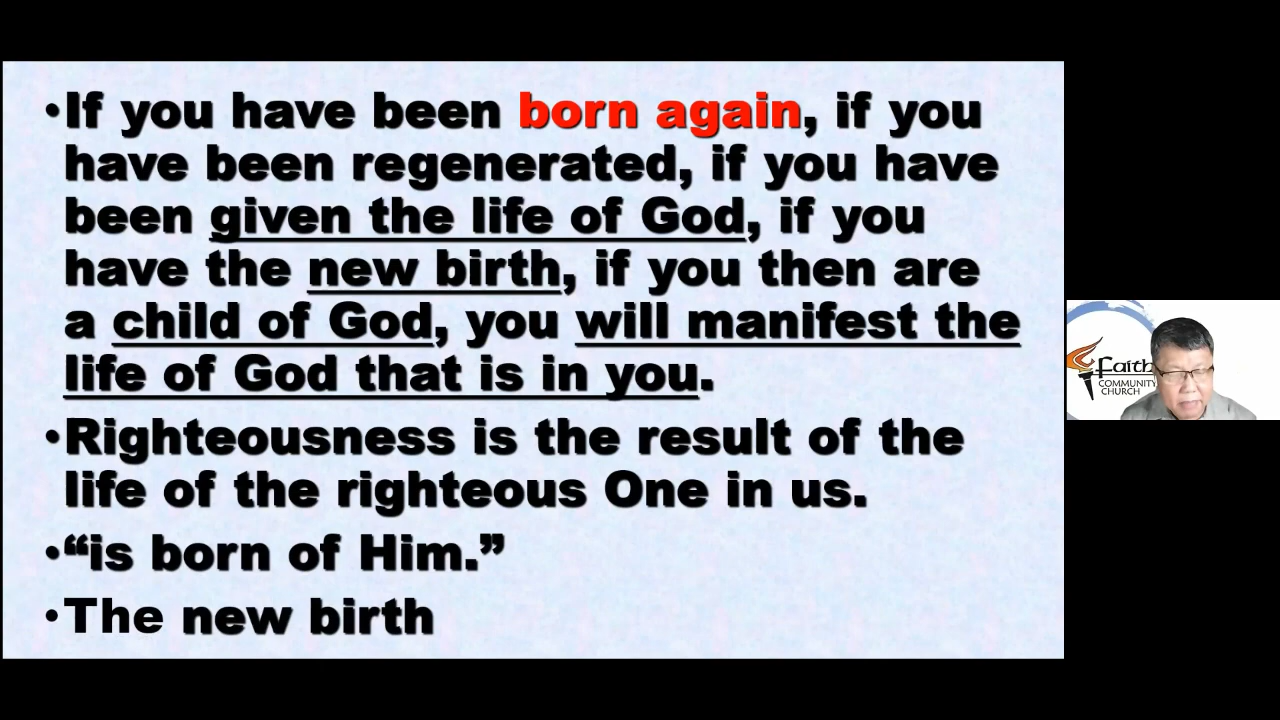 •If you have been born again, if you
have been regenerated, if you have
been given the life of God, if you
have the new birth, if you then are
a child of God, you will manifest the
life of God that is in you.
•Righteousness is the result of the
life of the righteous One in us.
•“is born of Him.”
•The new birth
Faith
COMMUNITY
CHURCH